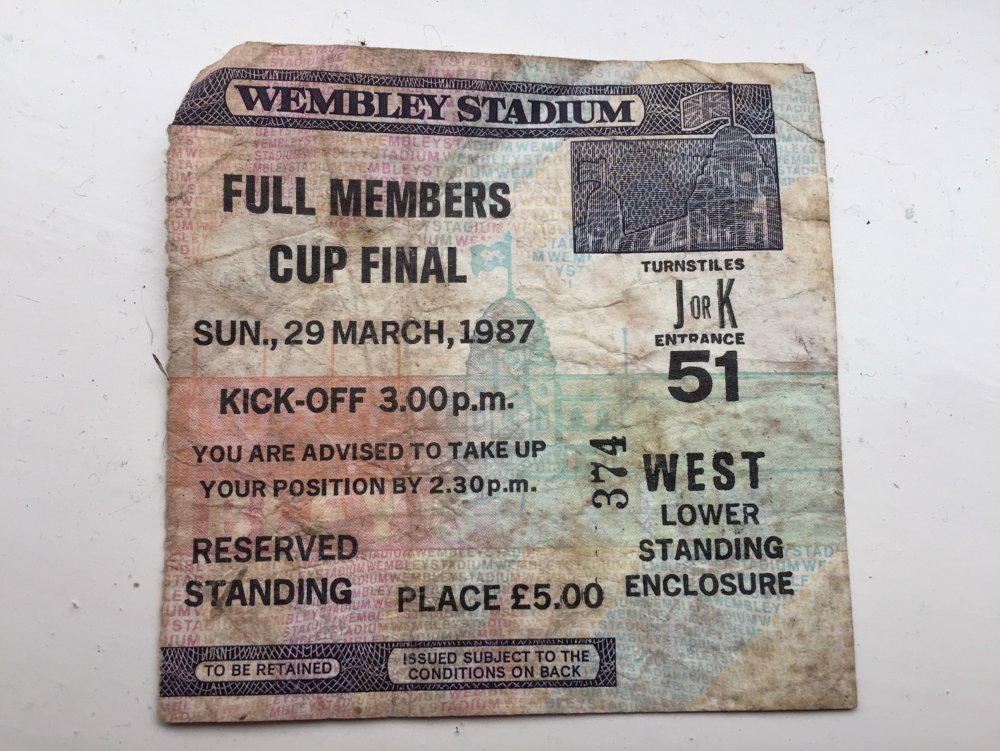 WEMBLEY STADIUM
FULL MEMBERS
CUP FINAL
SUN., 29 MARCH, 1987
KICK-OFF 3.00 p.m.
YOU ARE ADVISED TO TAKE UP
YOUR POSITION BY 2.30 p.m.
RESERVED
STANDING
PLACE £5.00
TURNSTILES
J OR K
ENTRANCE
51
374
WEST
LOWER
STANDING
ENCLOSURE
TO BE RETAINED
ISSUED SUBJECT TO THE
CONDITIONS ON BACK